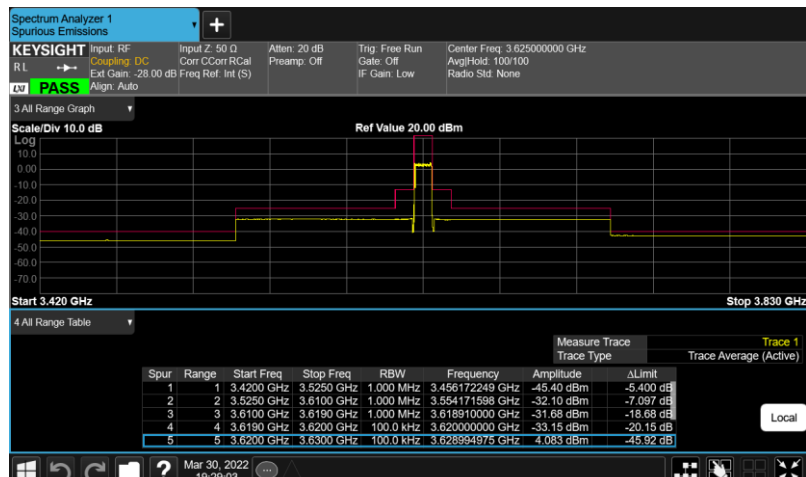 Spectrum Analyzer 1
Spurious Emissions
KEYSIGHT
Input: RF
Coupling: DC
Ext Gain: -28.00 dB
Align: Auto
Input Z: 50 Ω
Corr CCorr RCal
Freq Ref: Int (S)
Atten: 20 dB
Preamp: Off
Trig: Free Run
Gate: Off
IF Gain: Low
Center Freq: 3.625000000 GHz
Avg|Hold: 100/100
Radio Std: None
R L
LXI
PASS
3 All Range Graph
Scale/Div 10.0 dB
Ref Value 20.00 dBm
Log
10.0
0.00
-10.0
-20.0
-30.0
-40.0
-50.0
-60.0
-70.0
Start 3.420 GHz
Stop 3.830 GHz
4 All Range Table
Measure Trace Trace 1
Trace Type Trace Average (Active)
Spur Range Start Freq Stop Freq RBW Frequency Amplitude ΔLimit
1 1 3.4200 GHz 3.5250 GHz 1.000 MHz 3.456172249 GHz -45.40 dBm -5.400 dB
2 2 3.5250 GHz 3.6100 GHz 1.000 MHz 3.554171598 GHz -32.10 dBm -7.097 dB
3 3 3.6100 GHz 3.6190 GHz 1.000 MHz 3.618910000 GHz -31.68 dBm -18.68 dB
4 4 3.6190 GHz 3.6200 GHz 100.0 kHz 3.620000000 GHz -33.15 dBm -20.15 dB
5 5 3.6200 GHz 3.6300 GHz 100.0 kHz 3.628994975 GHz 4.083 dBm -45.92 dB
Local
?
Mar 30, 2022